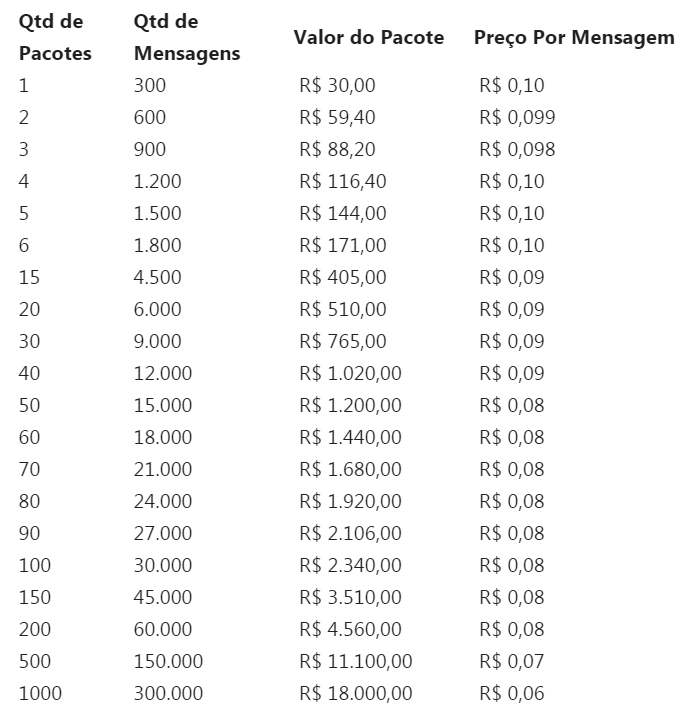 Qtd de Pacotes Qtd de Mensagens Valor do Pacote Preço Por Mensagem
1 300 R$ 30,00 R$ 0,10
2 600 R$ 59,40 R$ 0,099
3 900 R$ 88,20 R$ 0,098
4 1.200 R$ 116,40 R$ 0,10
5 1.500 R$ 144,00 R$ 0,10
6 1.800 R$ 171,00 R$ 0,10
15 4.500 R$ 405,00 R$ 0,09
20 6.000 R$ 510,00 R$ 0,09
30 9.000 R$ 765,00 R$ 0,09
40 12.000 R$ 1.020,00 R$ 0,09
50 15.000 R$ 1.200,00 R$ 0,08
60 18.000 R$ 1.440,00 R$ 0,08
70 21.000 R$ 1.680,00 R$ 0,08
80 24.000 R$ 1.920,00 R$ 0,08
90 27.000 R$ 2.106,00 R$ 0,08
100 30.000 R$ 2.340,00 R$ 0,08
150 45.000 R$ 3.510,00 R$ 0,08
200 60.000 R$ 4.560,00 R$ 0,08
500 150.000 R$ 11.100,00 R$ 0,07
1000 300.000 R$ 18.000,00 R$ 0,06